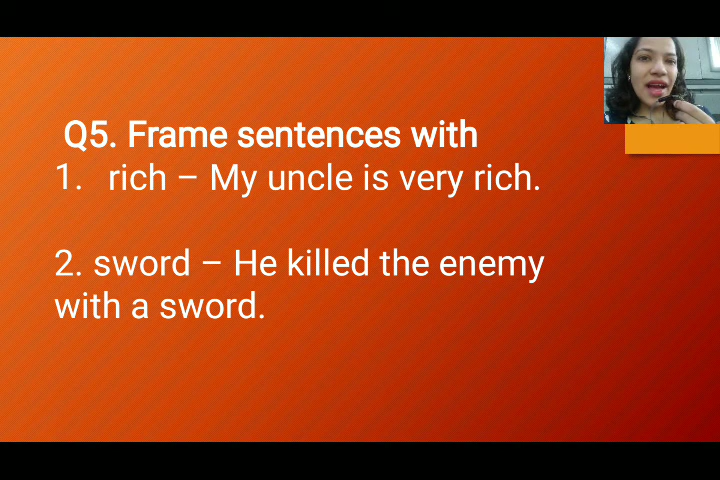 Q5. Frame sentences with
1. rich – My uncle is very rich.
2. sword – He killed the enemy
with a sword.